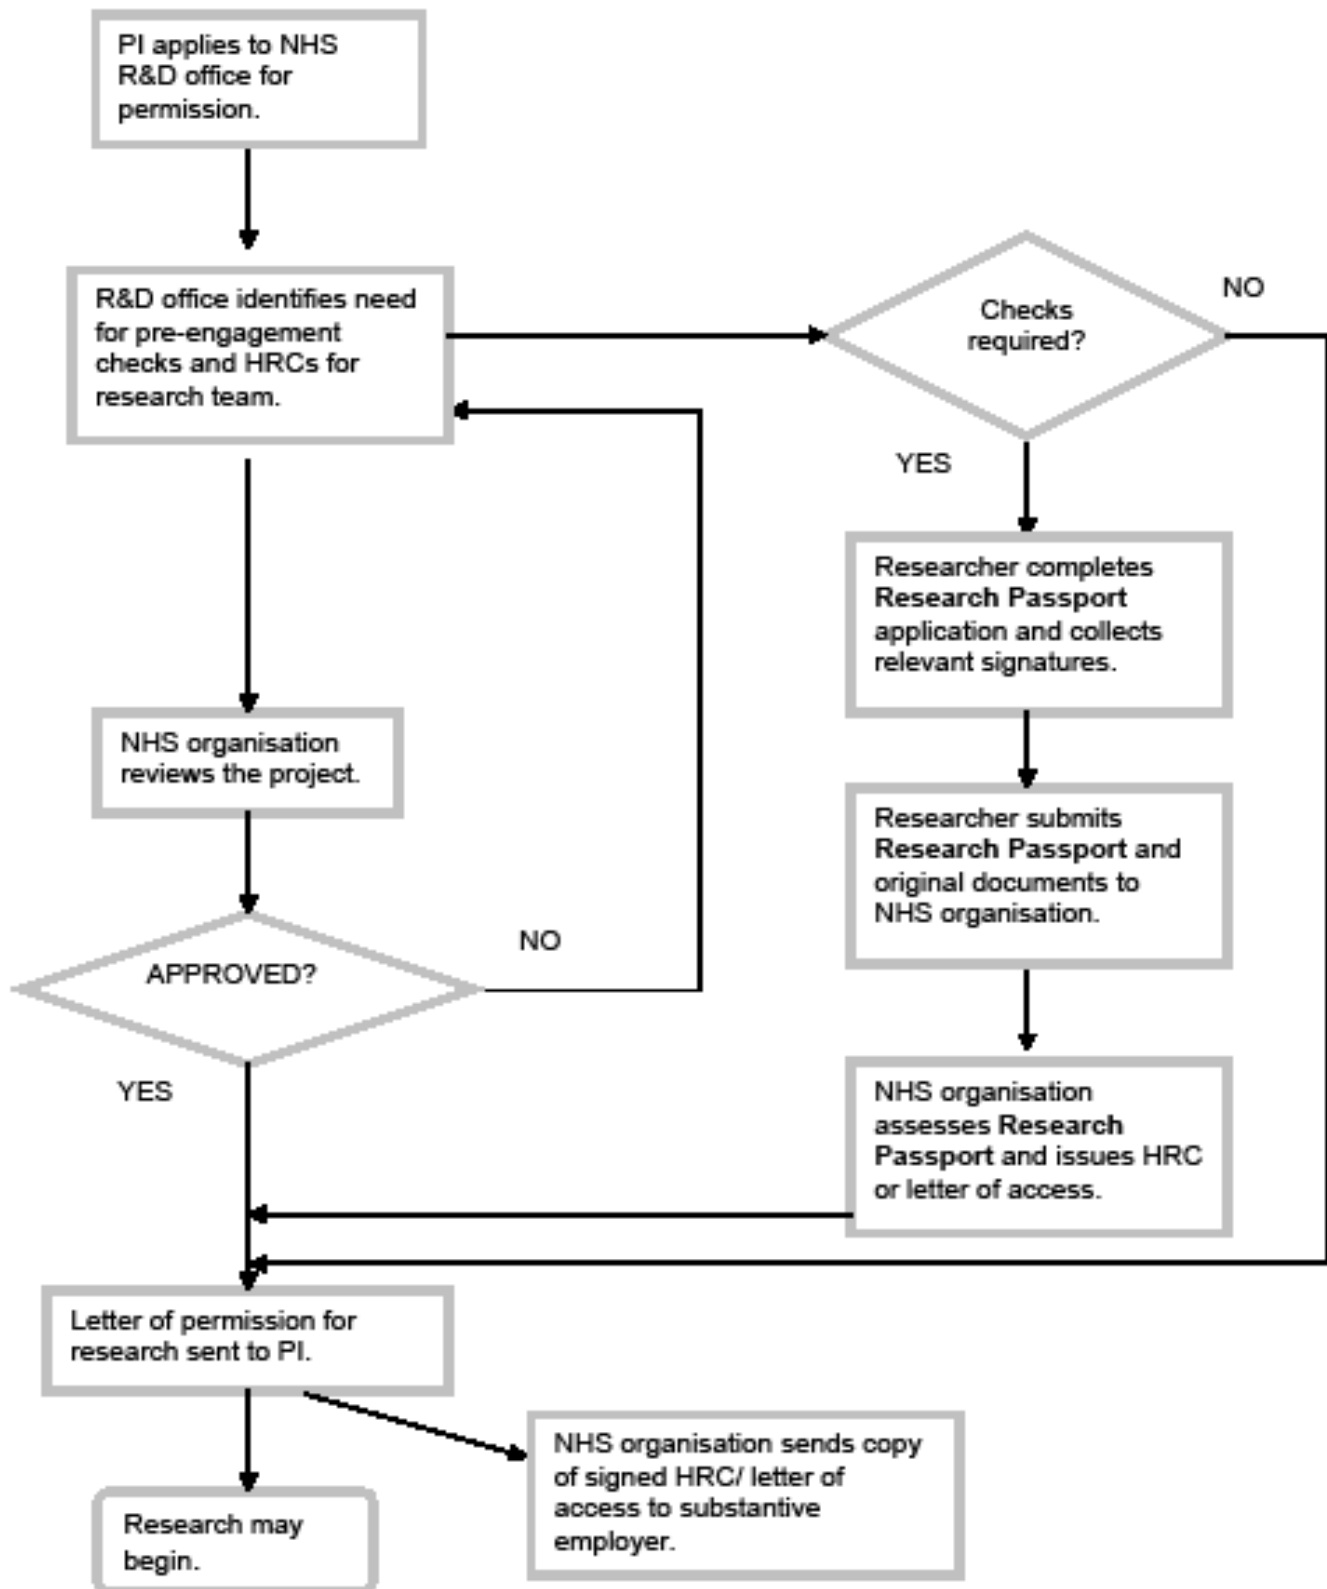 PI applies to NHS
R&D office for
permission.
R&D office identifies need
for pre-engagement
checks and HRCs for
research team.
Checks
required?
NO
YES
Researcher completes
Research Passport
application and collects
relevant signatures.
NHS organisation
reviews the project.
Researcher submits
Research Passport and
original documents to
NHS organisation.
APPROVED?
NO
YES
NHS organisation
assesses Research
Passport and issues HRC
or letter of access.
Letter of permission for
research sent to PI.
NHS organisation sends copy
of signed HRC/ letter of
access to substantive
employer.
Research may
begin.